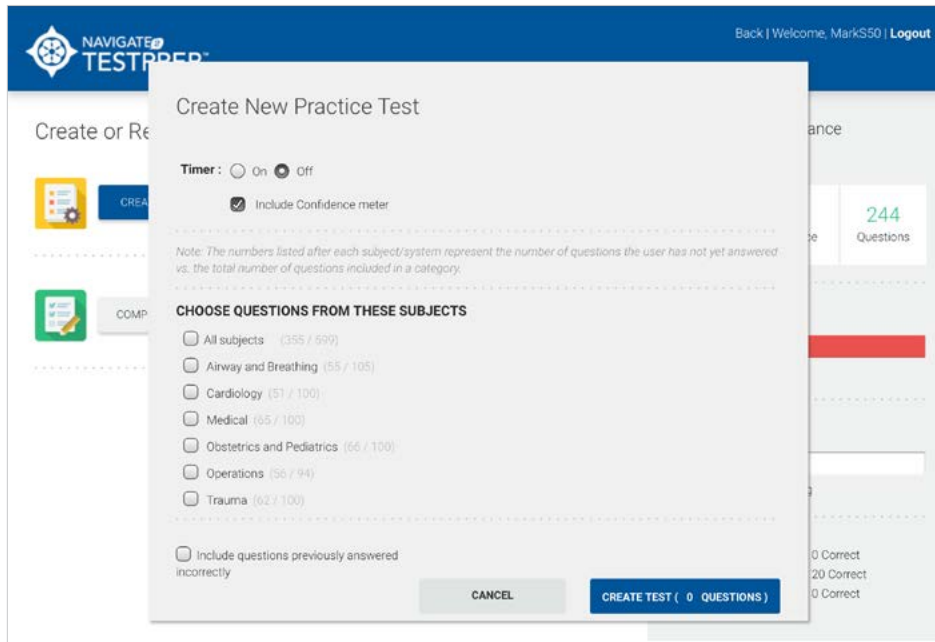 Back | Welcome, MarkS50 | Logout
NAVIGATE 2
TESTPREP™
Create New Practice Test
Create or Re
ance
Timer : On Off
CREA
Include Confidence meter
244
Questions
Note: The numbers listed after each subject/system represent the number of questions the user has not yet answered
vs. the total number of questions included in a category.
COMP
CHOOSE QUESTIONS FROM THESE SUBJECTS
All subjects (355 / 599)
Airway and Breathing (55 / 105)
Cardiology (51 / 100)
Medical (65 / 100)
Obstetrics and Pediatrics (66 / 100)
Operations (56 / 94)
Trauma (62 / 100)
Include questions previously answered
incorrectly
0 Correct
20 Correct
0 Correct
CANCEL
CREATE TEST ( 0 QUESTIONS )